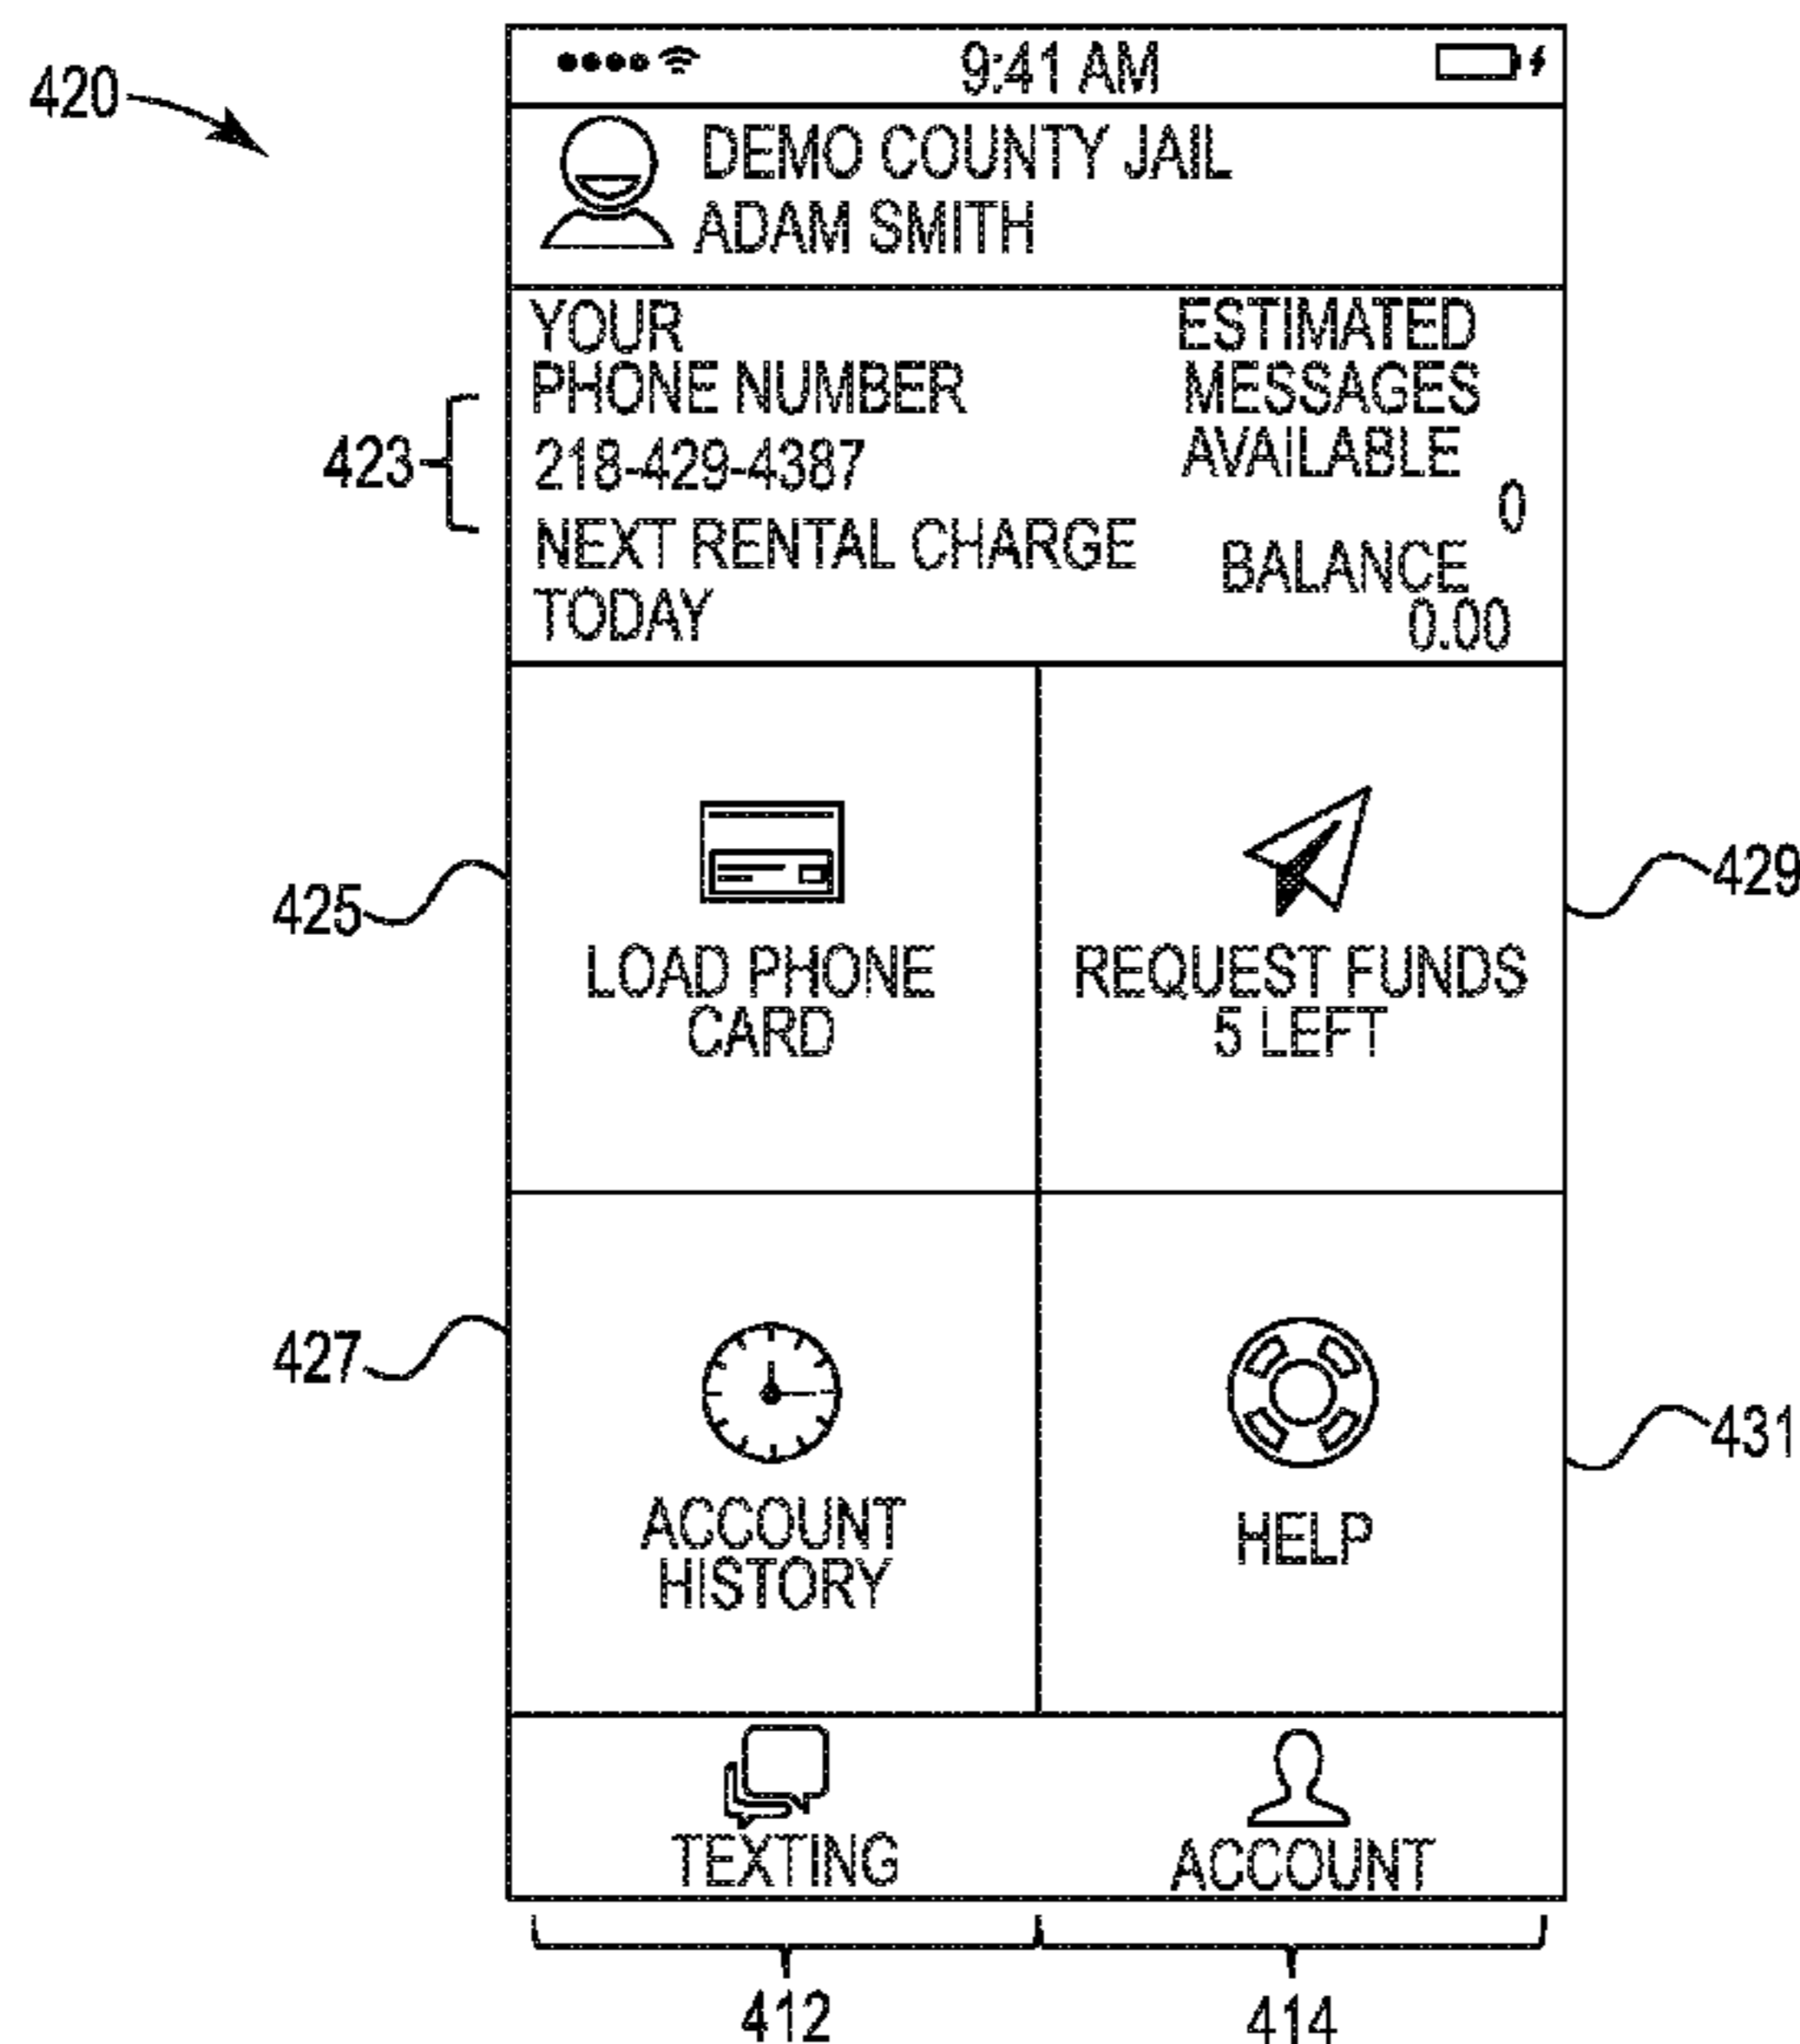 420
9:41 AM
DEMO COUNTY JAIL
ADAM SMITH
YOUR
PHONE NUMBER
218-429-4387
NEXT RENTAL CHARGE
TODAY
ESTIMATED
MESSAGES
AVAILABLE
0
BALANCE
0.00
423
425
LOAD PHONE
CARD
REQUEST FUNDS
5 LEFT
429
427
ACCOUNT
HISTORY
HELP
431
TEXTING
ACCOUNT
412
414